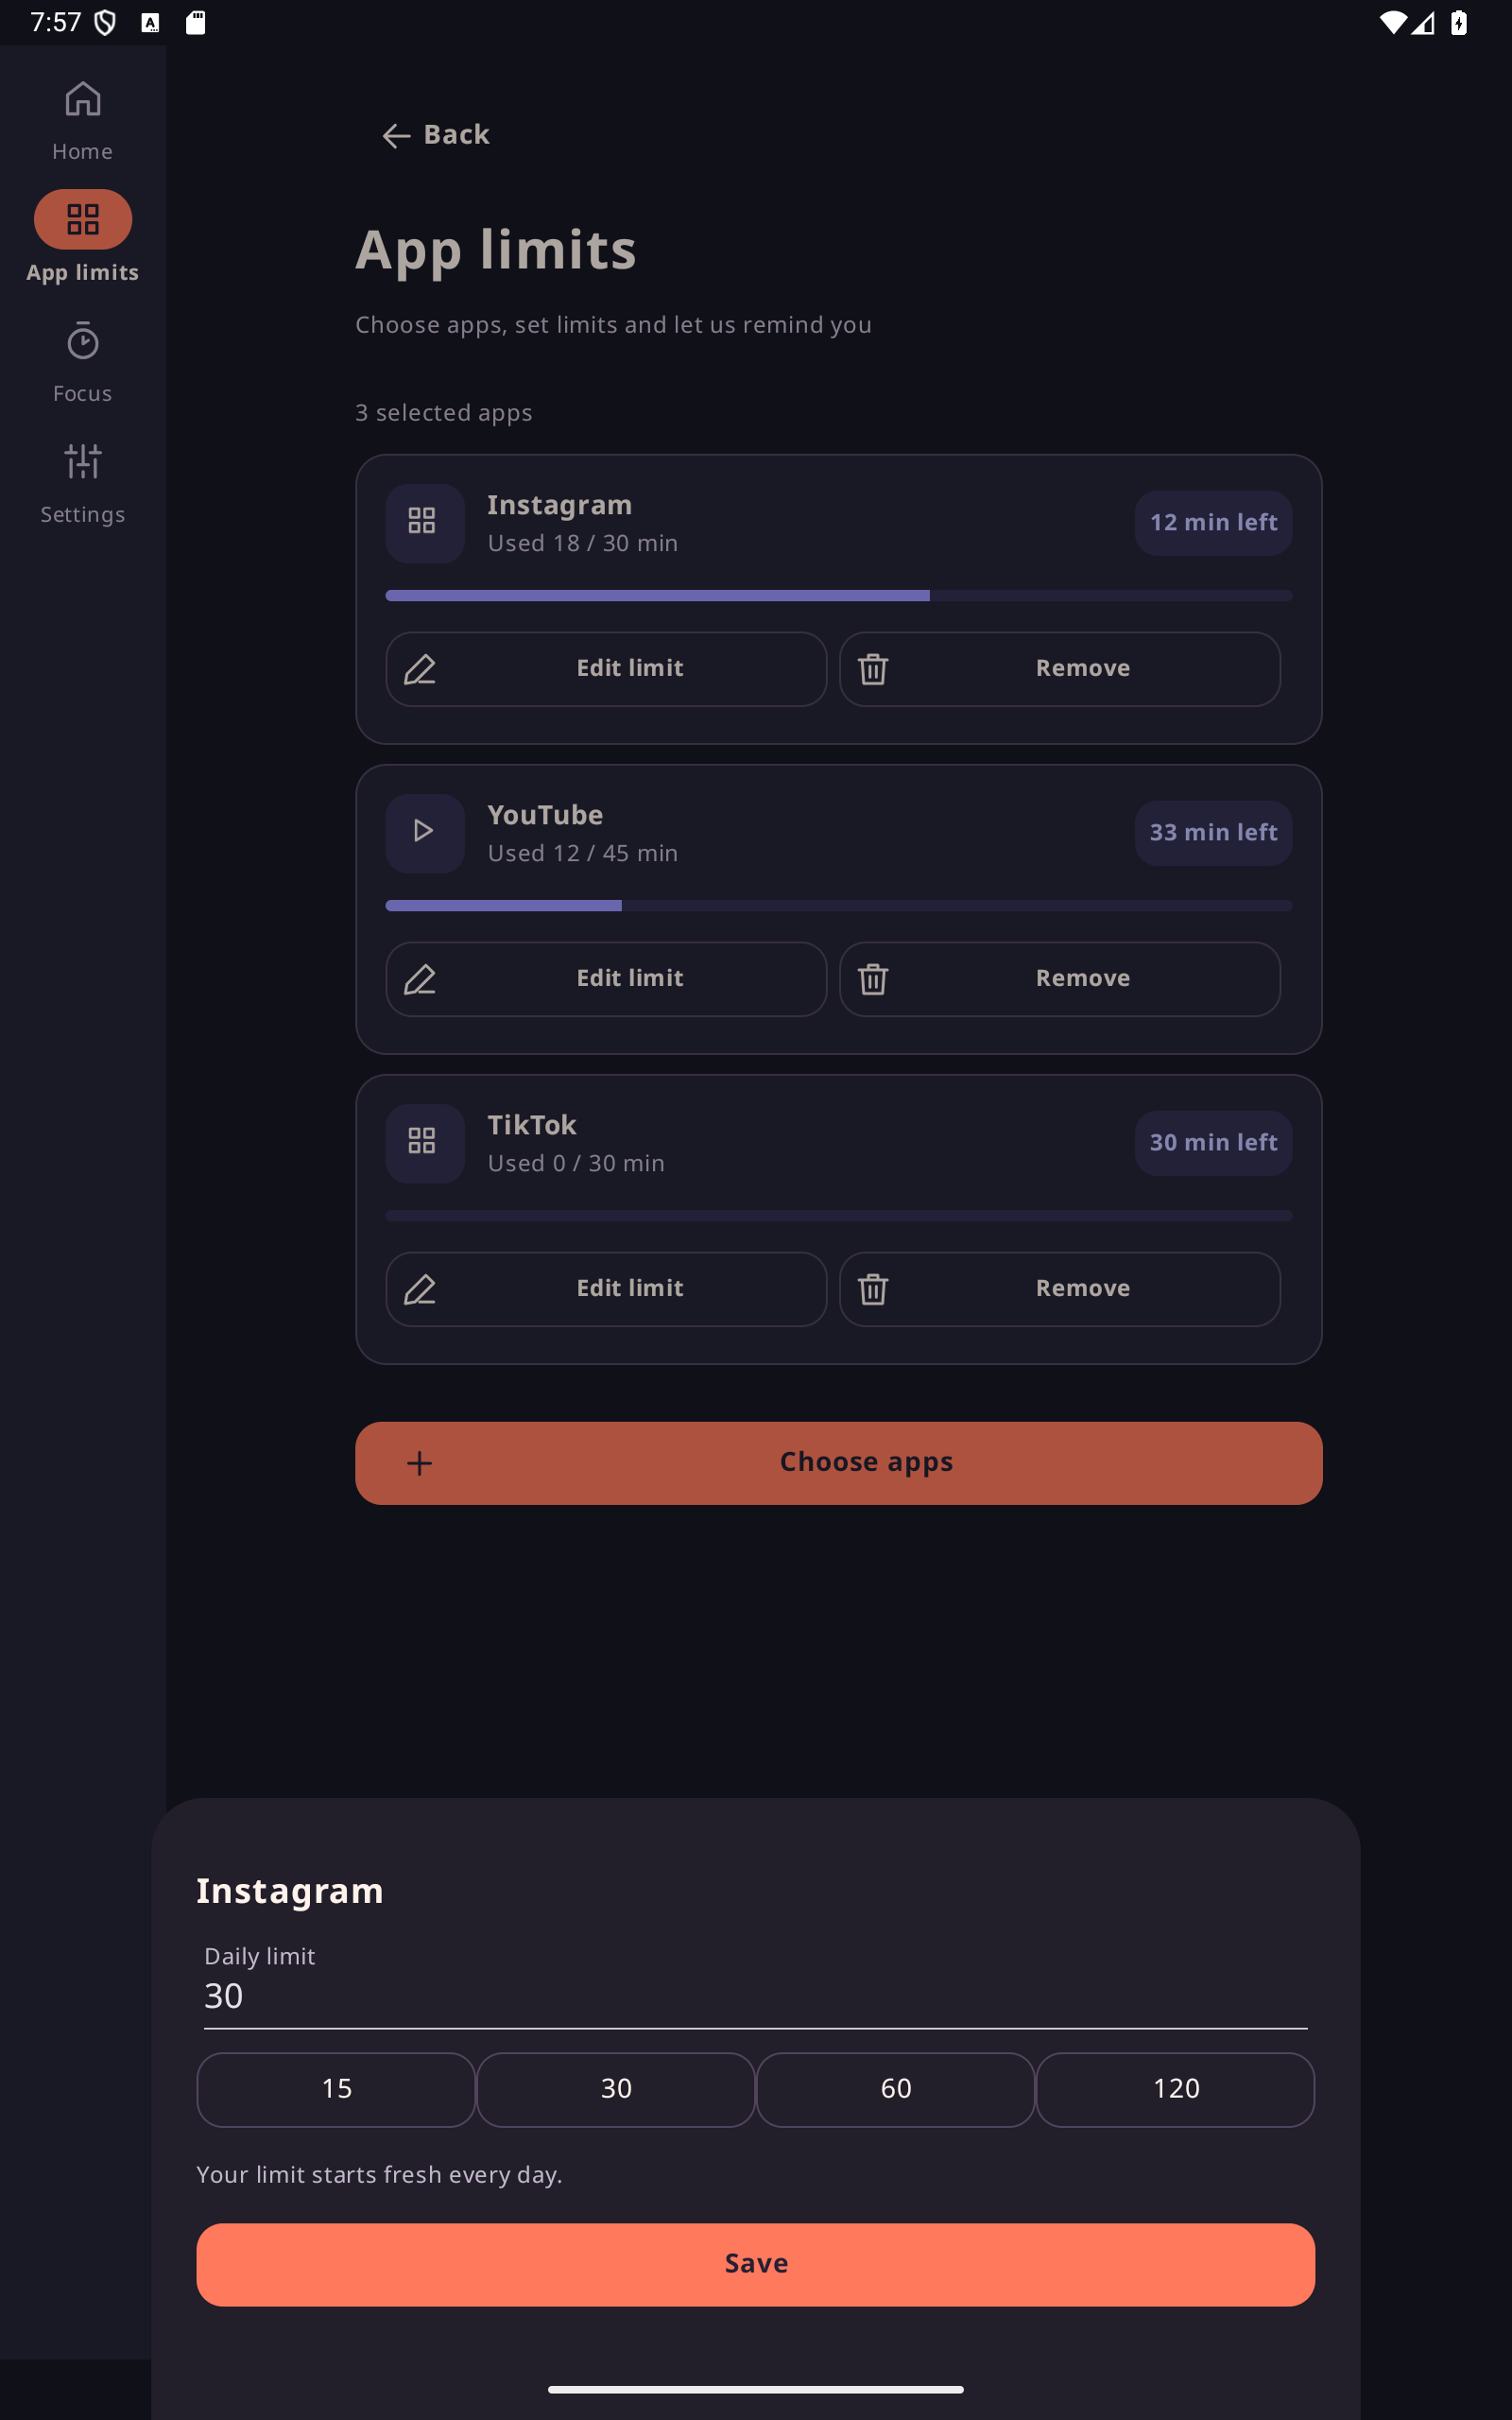 7:57
Home
App limits
Focus
Settings
Back
App limits
Choose apps, set limits and let us remind you
3 selected apps
Instagram
Used 18 / 30 min
12 min left
Edit limit
Remove
YouTube
Used 12 / 45 min
33 min left
Edit limit
Remove
TikTok
Used 0 / 30 min
30 min left
Edit limit
Remove
Choose apps
Instagram
Daily limit
30
15 30 60 120
Your limit starts fresh every day.
Save